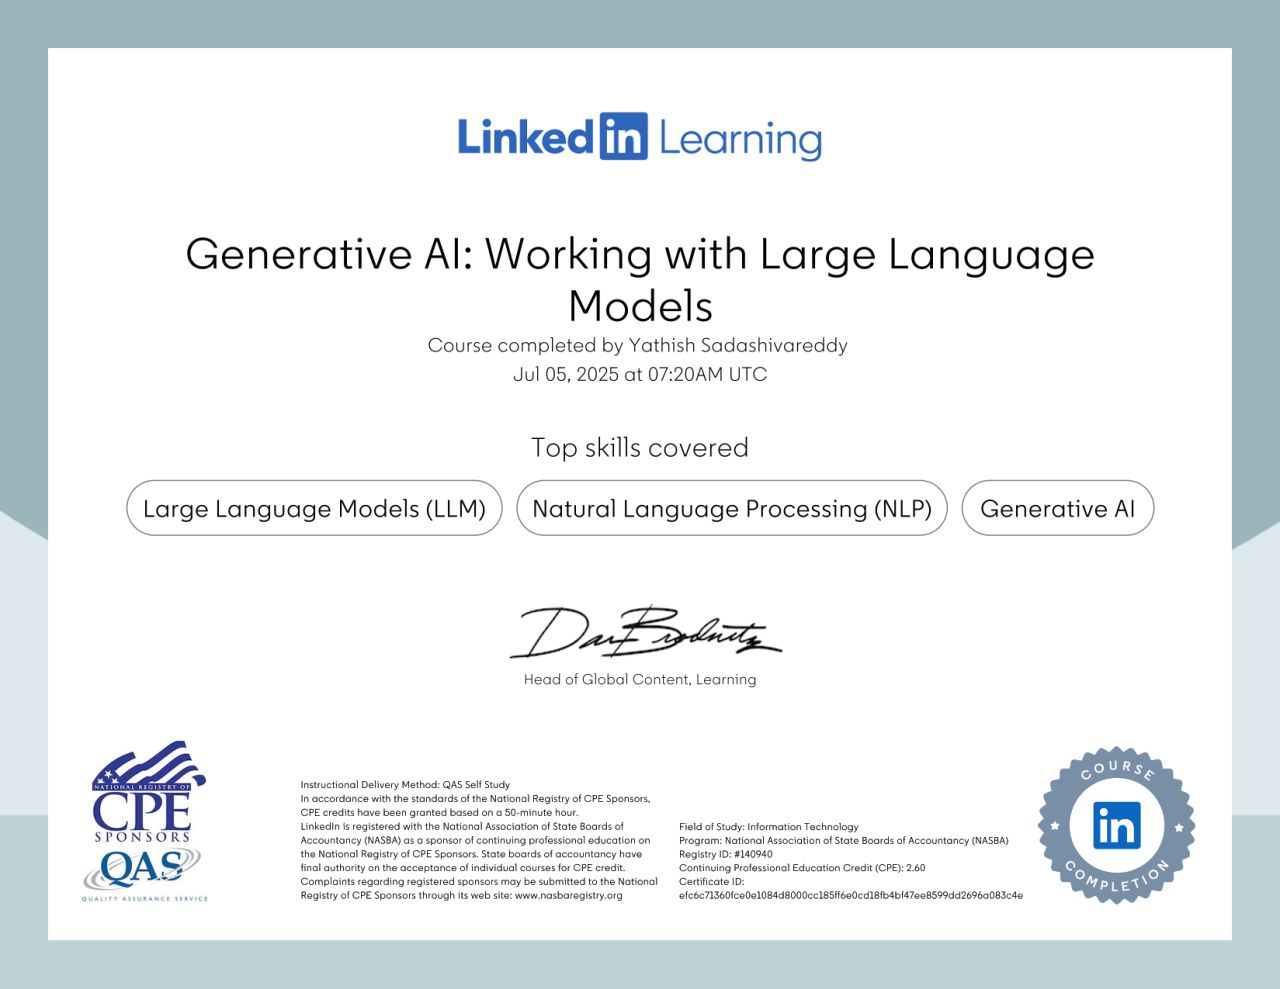 Linked in Learning
Generative AI: Working with Large Language
Models
Course completed by Yathish Sadashivareddy
Jul 05, 2025 at 07:20AM UTC
Top skills covered
Large Language Models (LLM) Natural Language Processing (NLP) Generative AI
Dan Brodnitz
Head of Global Content, Learning
NATIONAL REGISTRY OF
CPE
SPONSORS
QAS
QUALITY ASSURANCE SERVICE
Instructional Delivery Method: QAS Self Study
In accordance with the standards of the National Registry of CPE Sponsors,
CPE credits have been granted based on a 50-minute hour.
LinkedIn is registered with the National Association of State Boards of
Accountancy (NASBA) as a sponsor of continuing professional education on
the National Registry of CPE Sponsors. State boards of accountancy have
final authority on the acceptance of individual courses for CPE credit.
Complaints regarding registered sponsors may be submitted to the National
Registry of CPE Sponsors through its web site: www.nasbaregistry.org
Field of Study: Information Technology
Program: National Association of State Boards of Accountancy (NASBA)
Registry ID: #140940
Continuing Professional Education Credit (CPE): 2.60
Certificate ID:
efc6c71360fce0e1084d8000cc185ff6e0cd18fb4bf47ee8599dd2696a083c4e
COURSE
in
COMPLETION